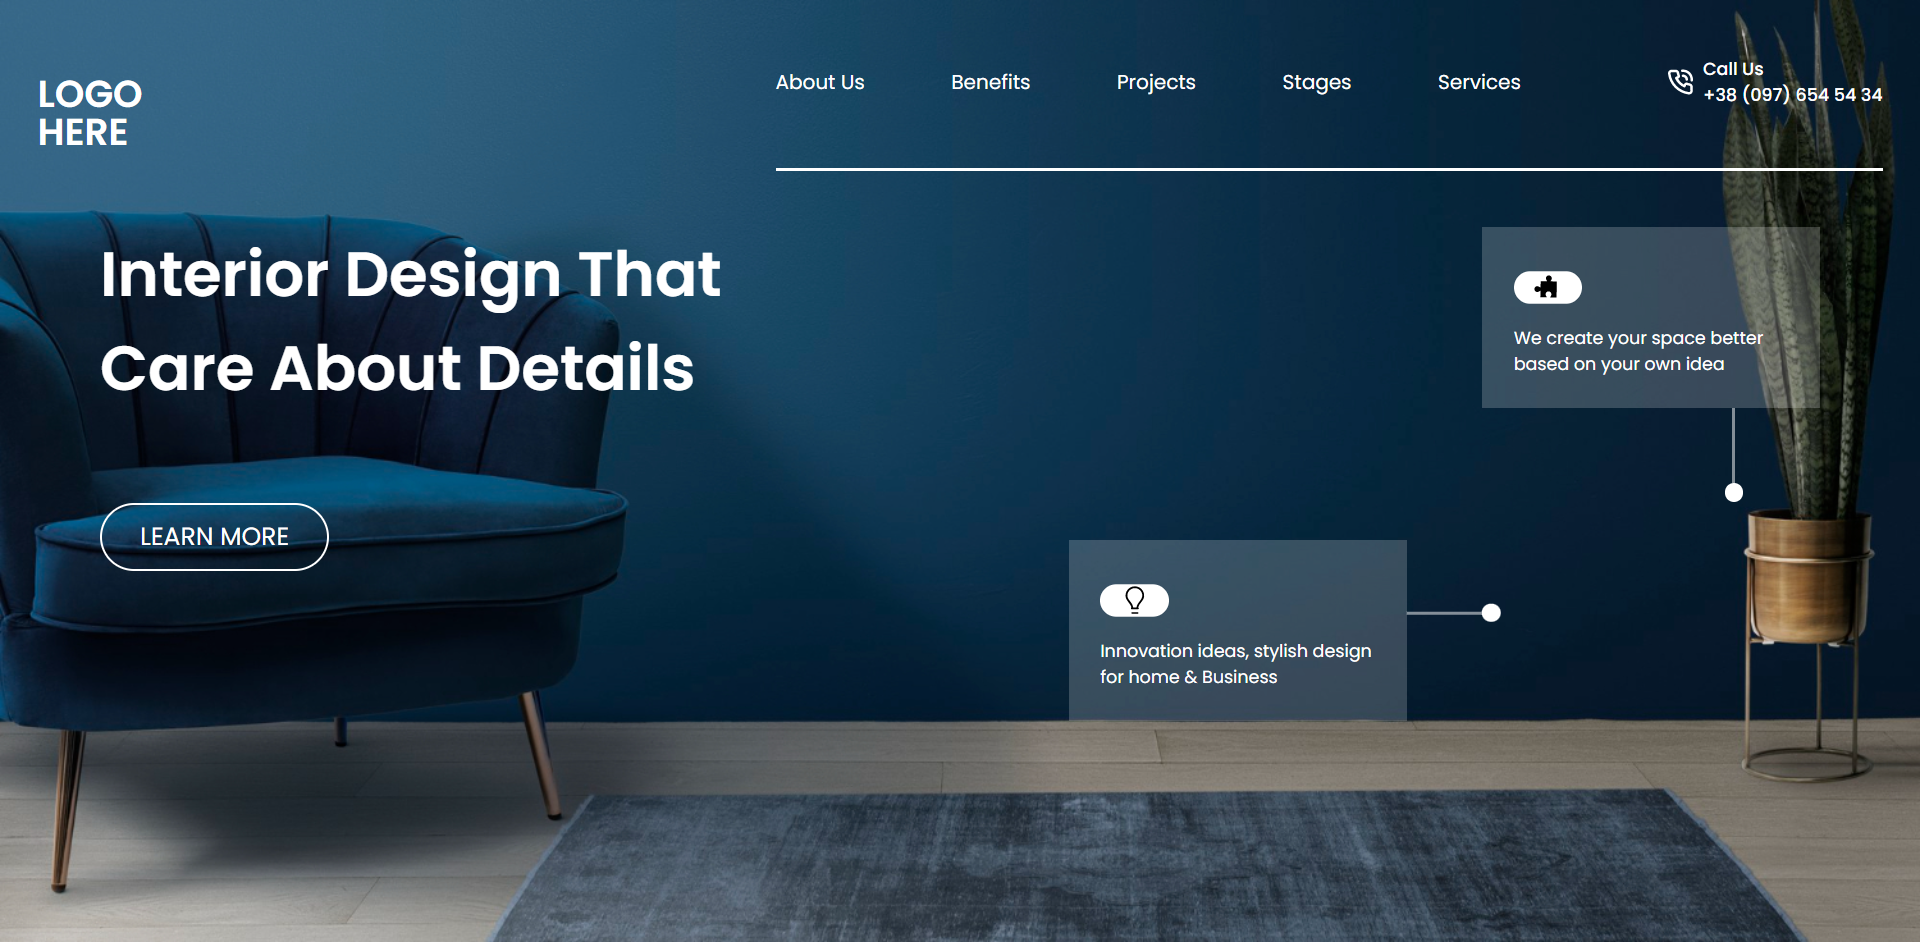 LOGO
HERE
About Us
Benefits
Projects
Stages
Services
Call Us
+38 (097) 654 54 34
Interior Design That
Care About Details
LEARN MORE
We create your space better
based on your own idea
Innovation ideas, stylish design
for home & Business